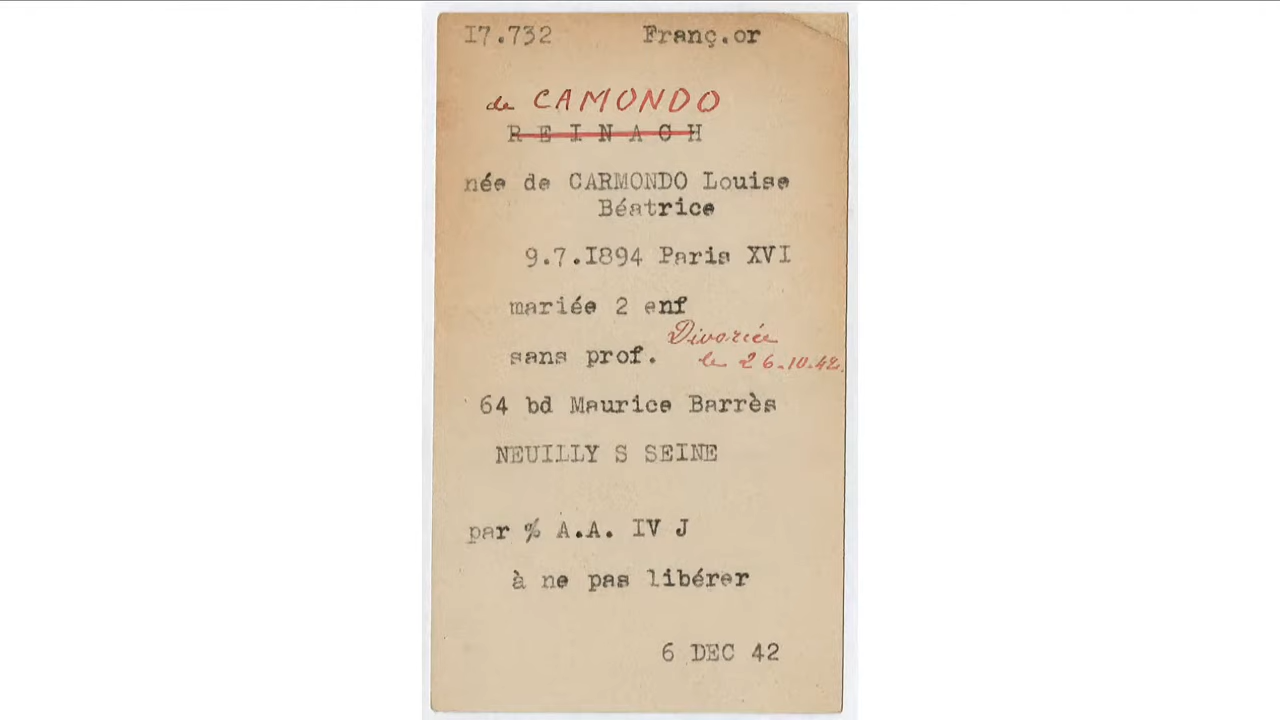 I7.732 Franç.or
de CAMONDO
REINACH
née de CARMONDO Louise
Béatrice
9.7.I894 Paris XVI
mariée 2 enf
Divorcée
sans prof. le 26.10.42.
64 bd Maurice Barrès
NEUILLY S SEINE
par % A.A. IV J
à ne pas libérer
6 DEC 42